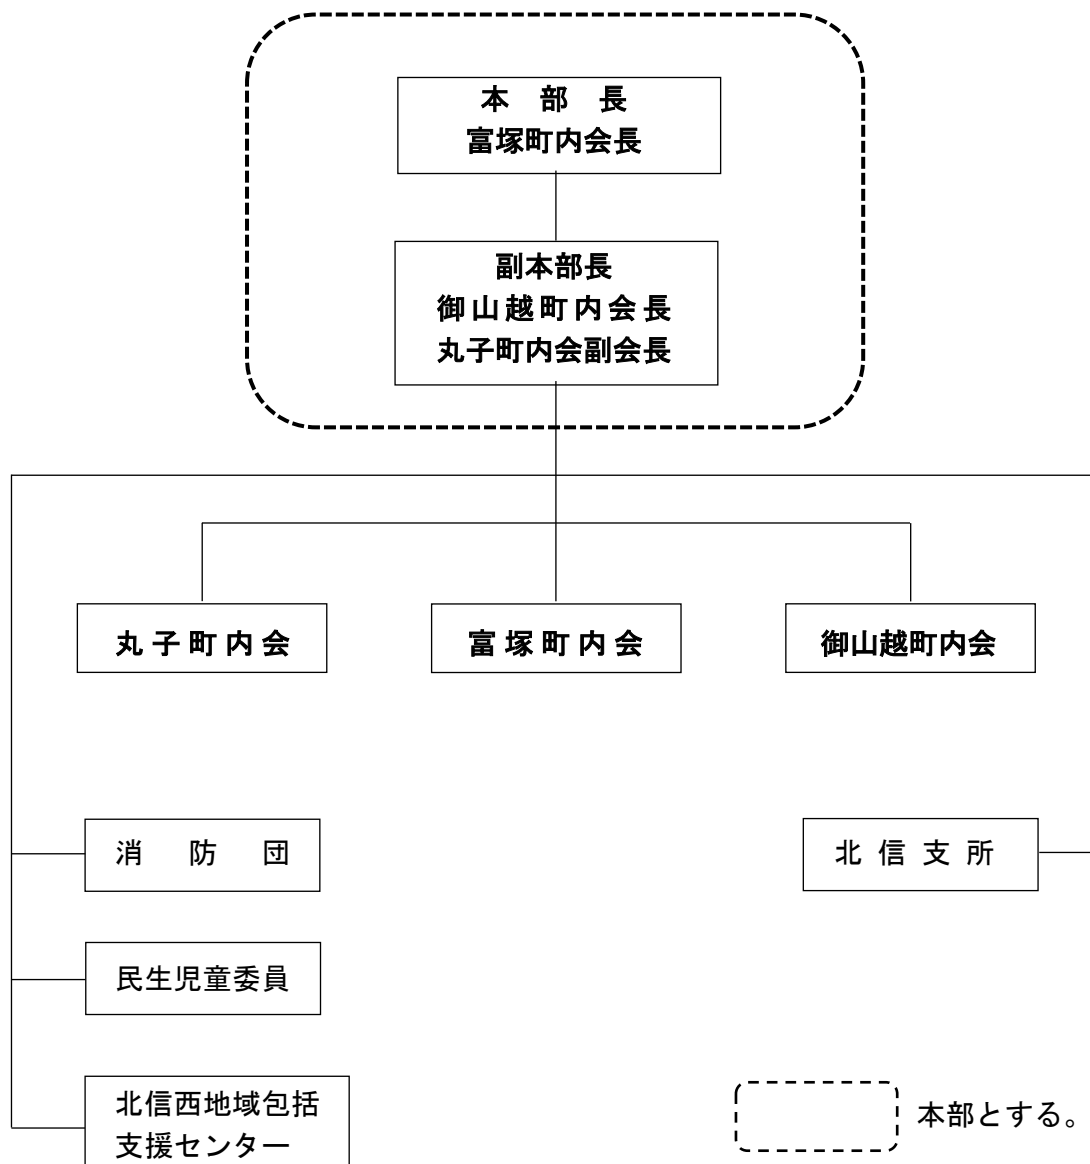 本部長
富塚町内会長
副本部長
御山越町内会長
丸子町内会副会長
丸子町内会
富塚町内会
御山越町内会
消防団
北信支所
民生児童委員
北信西地域包括
支援センター
本部とする。